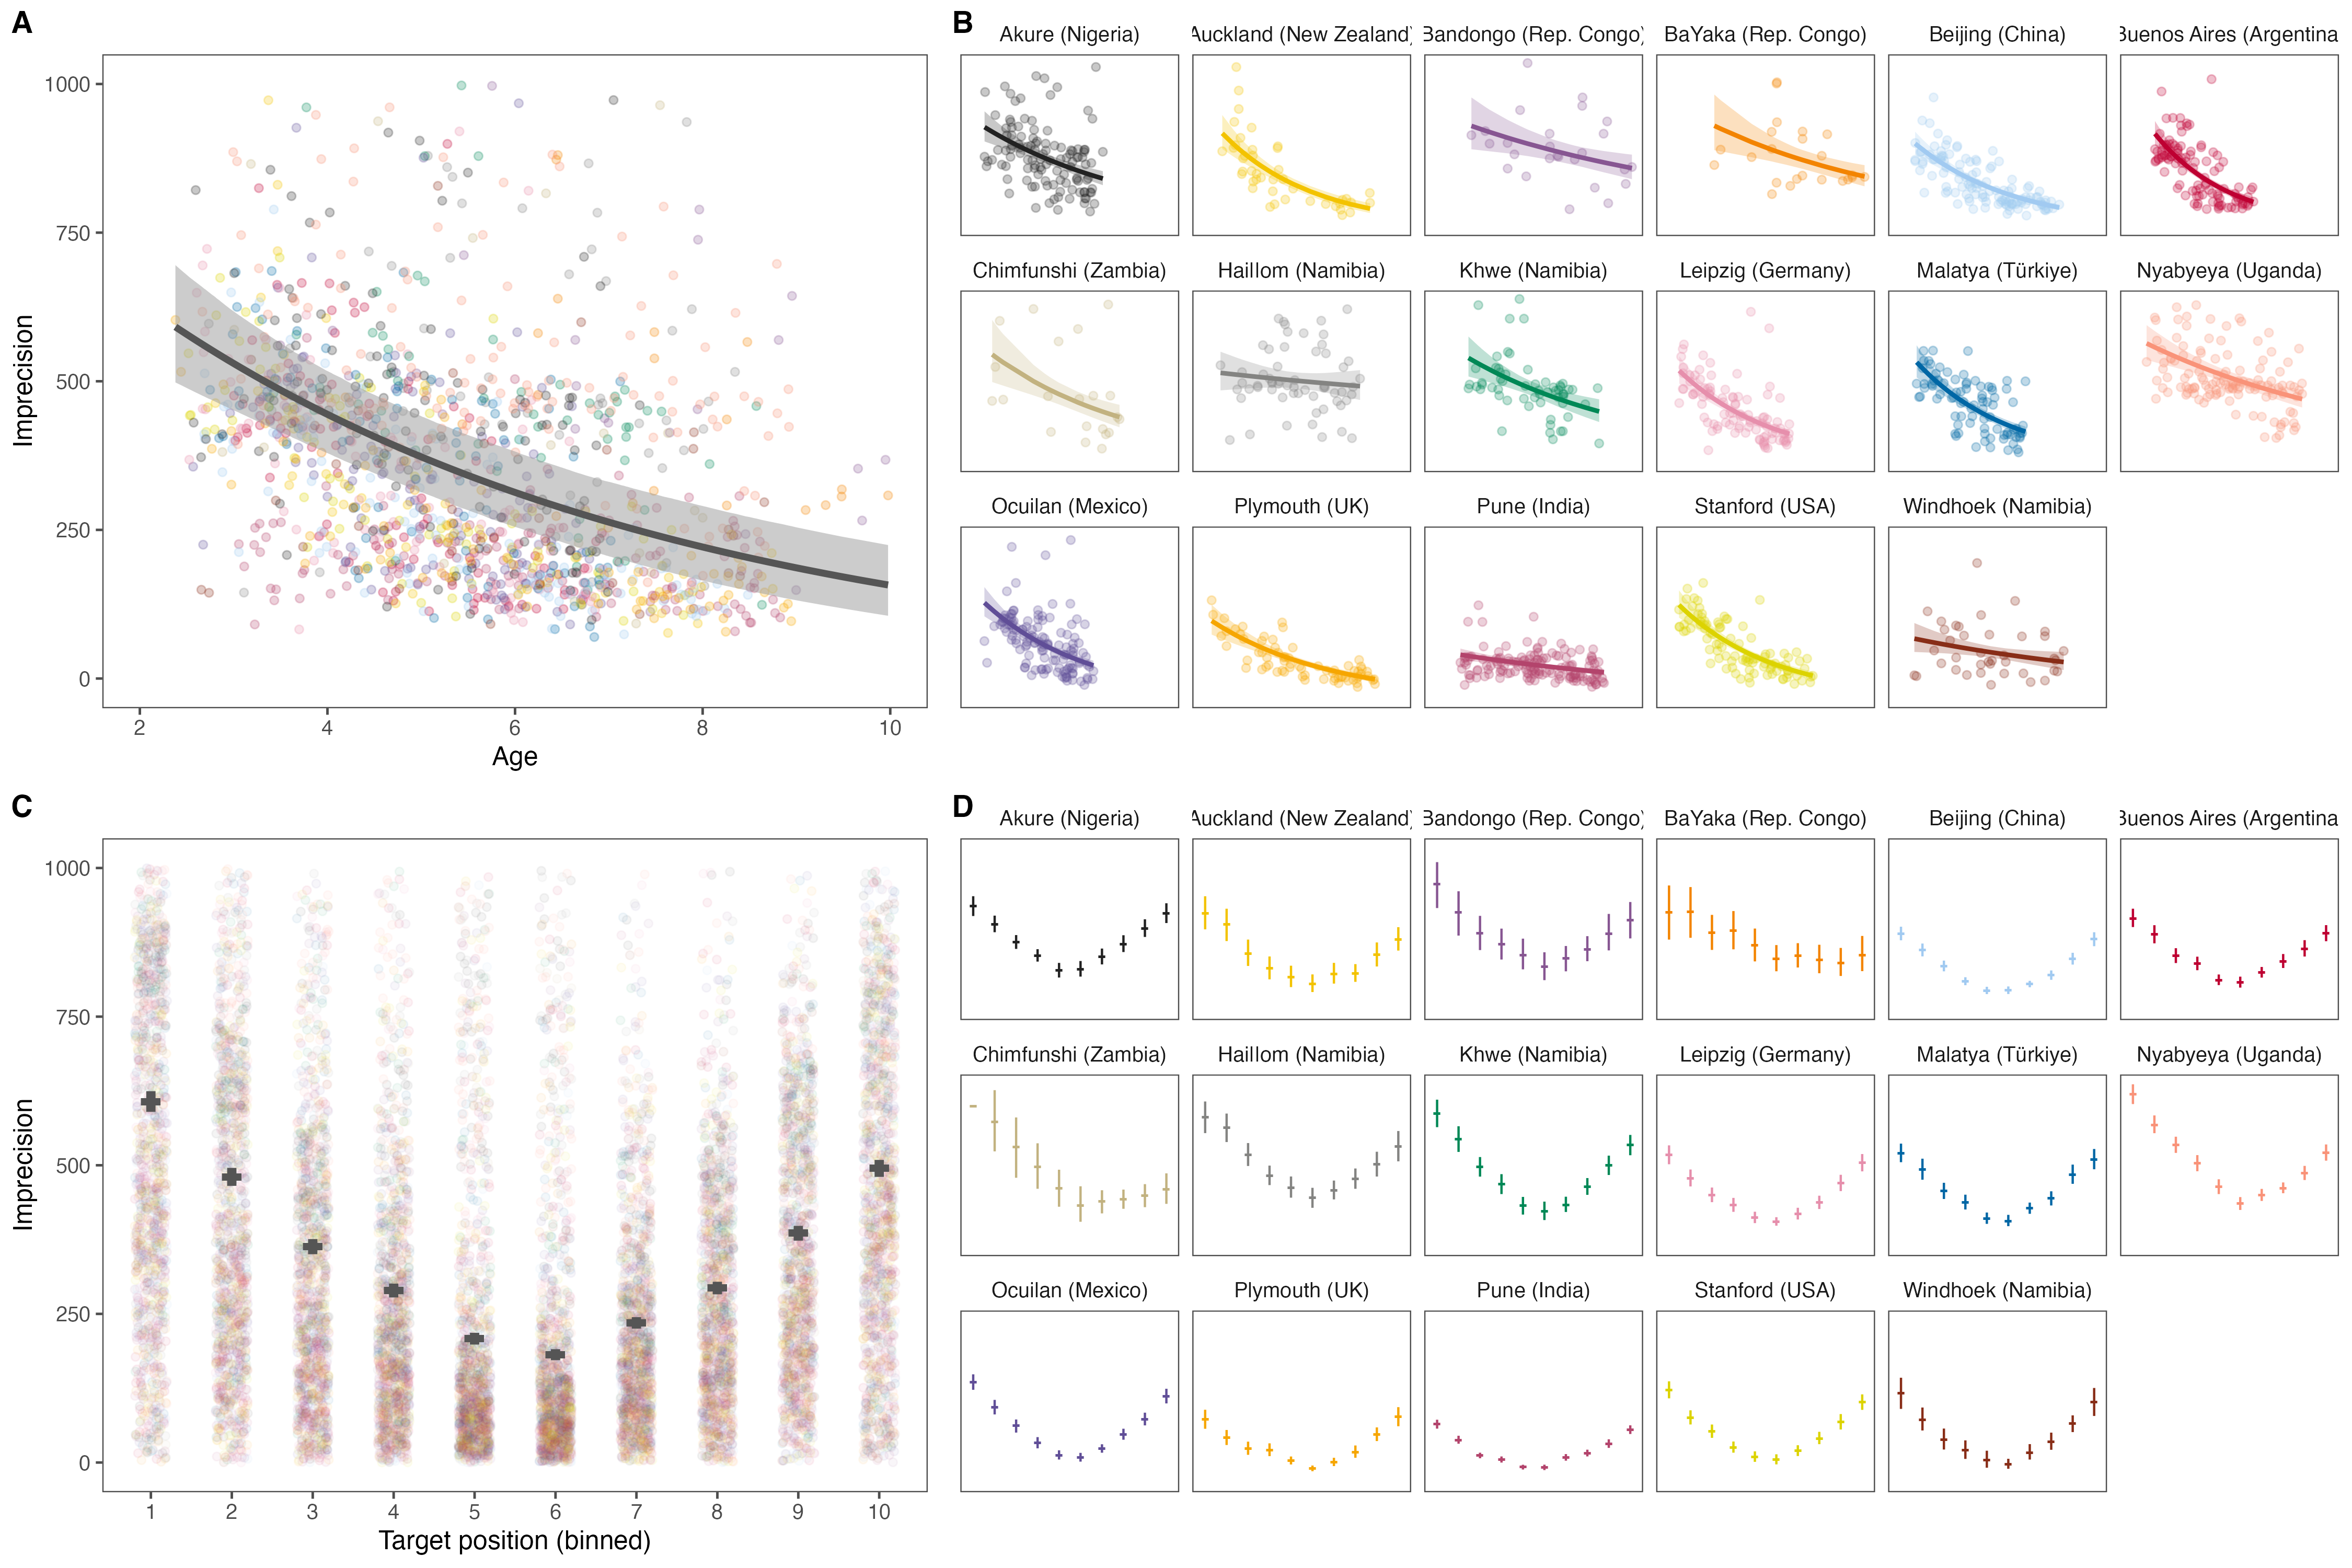 A
Imprecision
1000
750
500
250
0
2 4 6 8 10
Age
B
Akure (Nigeria) Auckland (New Zealand) Bandongo (Rep. Congo) BaYaka (Rep. Congo) Beijing (China) Buenos Aires (Argentina
Chimfunshi (Zambia) Haillom (Namibia) Khwe (Namibia) Leipzig (Germany) Malatya (Türkiye) Nyabyeya (Uganda)
Ocuilan (Mexico) Plymouth (UK) Pune (India) Stanford (USA) Windhoek (Namibia)
C
Imprecision
1000
750
500
250
0
1 2 3 4 5 6 7 8 9 10
Target position (binned)
D
Akure (Nigeria) Auckland (New Zealand) Bandongo (Rep. Congo) BaYaka (Rep. Congo) Beijing (China) Buenos Aires (Argentina
Chimfunshi (Zambia) Haillom (Namibia) Khwe (Namibia) Leipzig (Germany) Malatya (Türkiye) Nyabyeya (Uganda)
Ocuilan (Mexico) Plymouth (UK) Pune (India) Stanford (USA) Windhoek (Namibia)